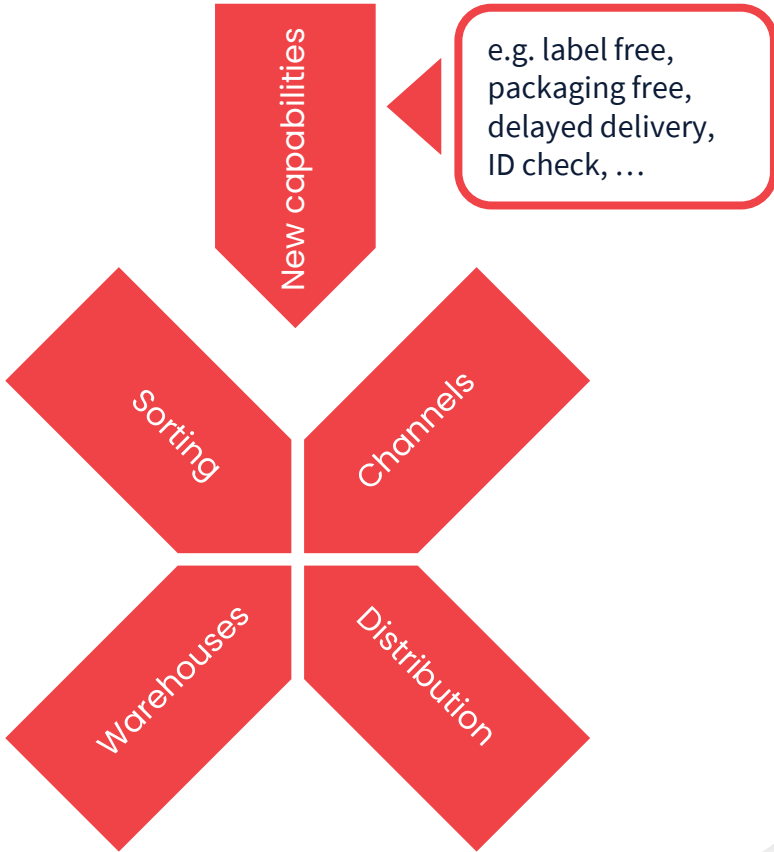 New capabilities
e.g. label free,
packaging free,
delayed delivery,
ID check, …
Sorting
Channels
Warehouses
Distribution